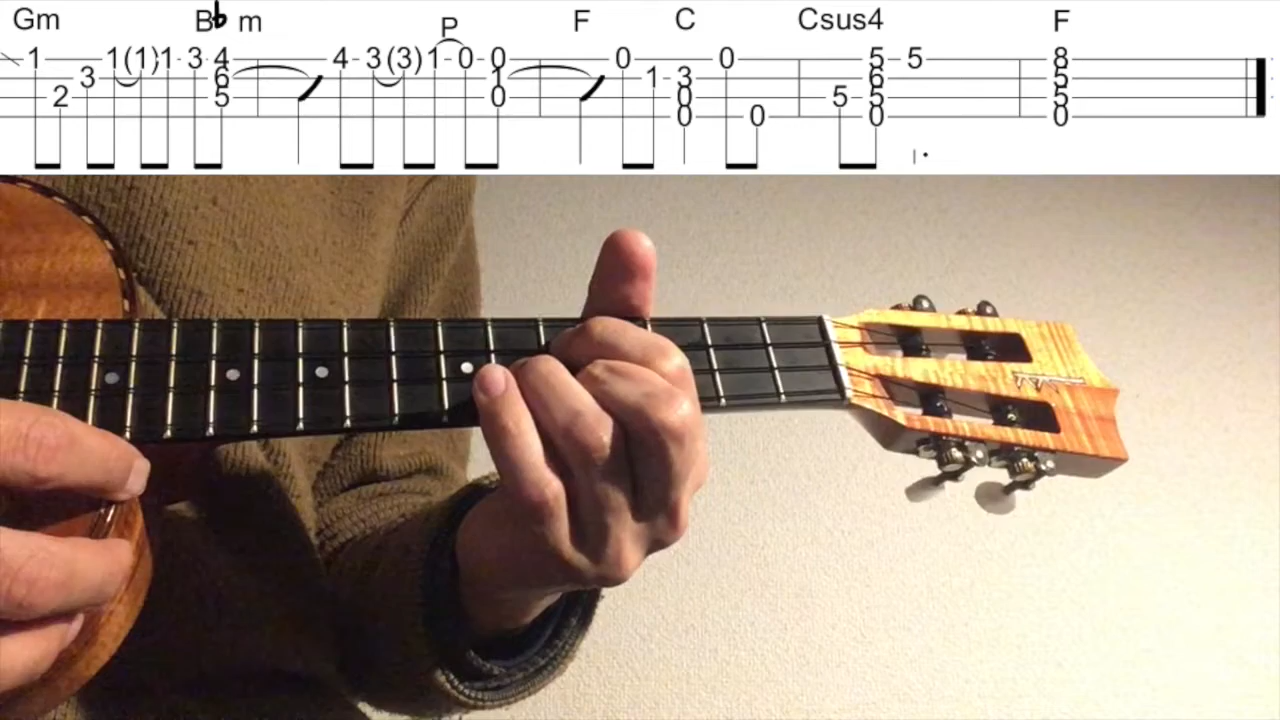 Gm B♭m P F C Csus4 F
1 1(1)1 3 4 4 3(3)1 0 0 0 0 5 5 8
3 6 1 1 3 6 5
2 5 0 0 5 5 5
0 0 0 0